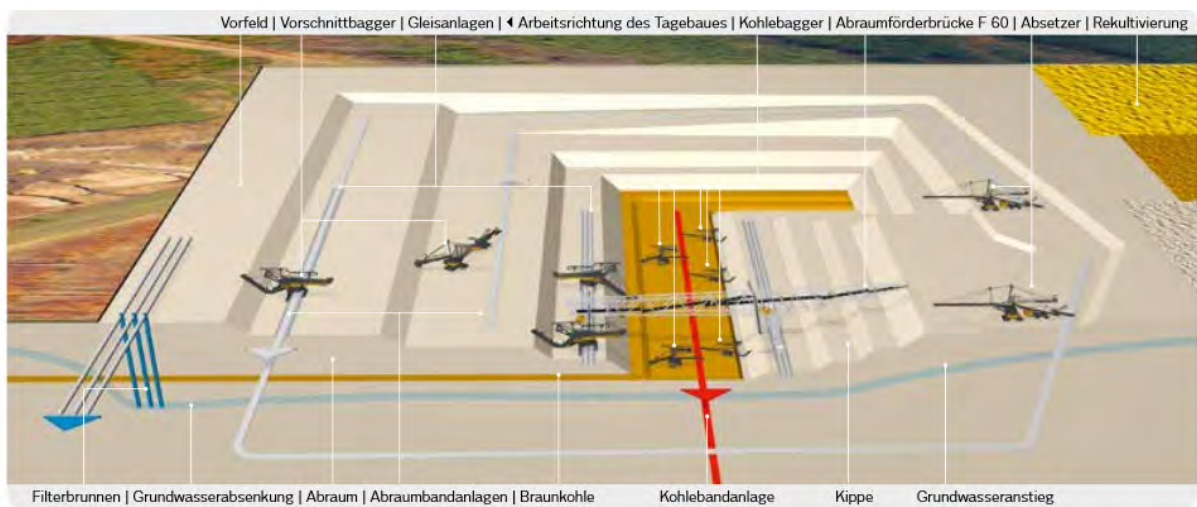 Vorfeld | Vorschnittbagger | Gleisanlagen | ◄ Arbeitsrichtung des Tagebaues | Kohlebagger | Abraumförderbrücke F 60 | Absetzer | Rekultivierung
Filterbrunnen | Grundwasserabsenkung | Abraum | Abraumbandanlagen | Braunkohle Kohlebandanlage Kippe Grundwasseranstieg